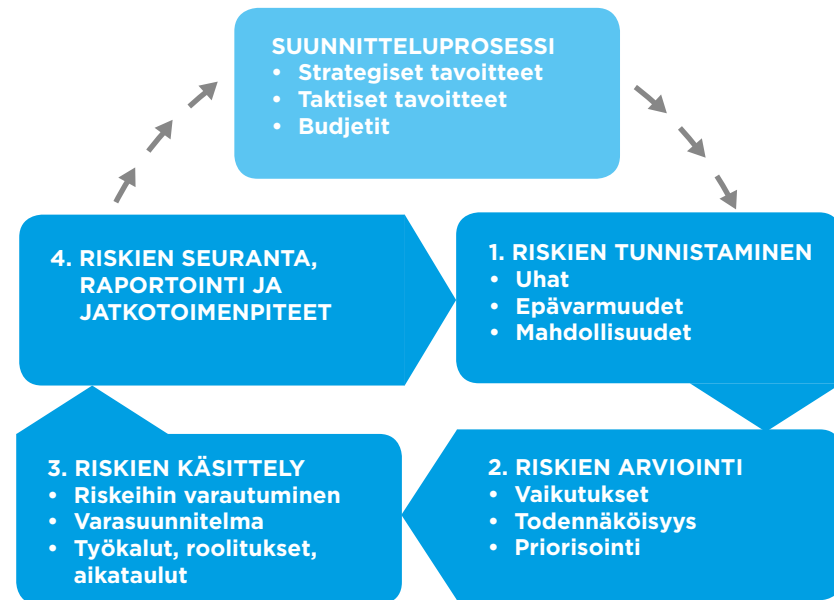 SUUNNITTELUPROSESSI
• Strategiset tavoitteet
• Taktiset tavoitteet
• Budjetit
4. RISKIEN SEURANTA,
RAPORTOINTI JA
JATKOTOIMENPITEET
1. RISKIEN TUNNISTAMINEN
• Uhat
• Epävarmuudet
• Mahdollisuudet
3. RISKIEN KÄSITTELY
• Riskeihin varautuminen
• Varasuunnitelma
• Työkalut, roolitukset,
aikataulut
2. RISKIEN ARVIOINTI
• Vaikutukset
• Todennäköisyys
• Priorisointi